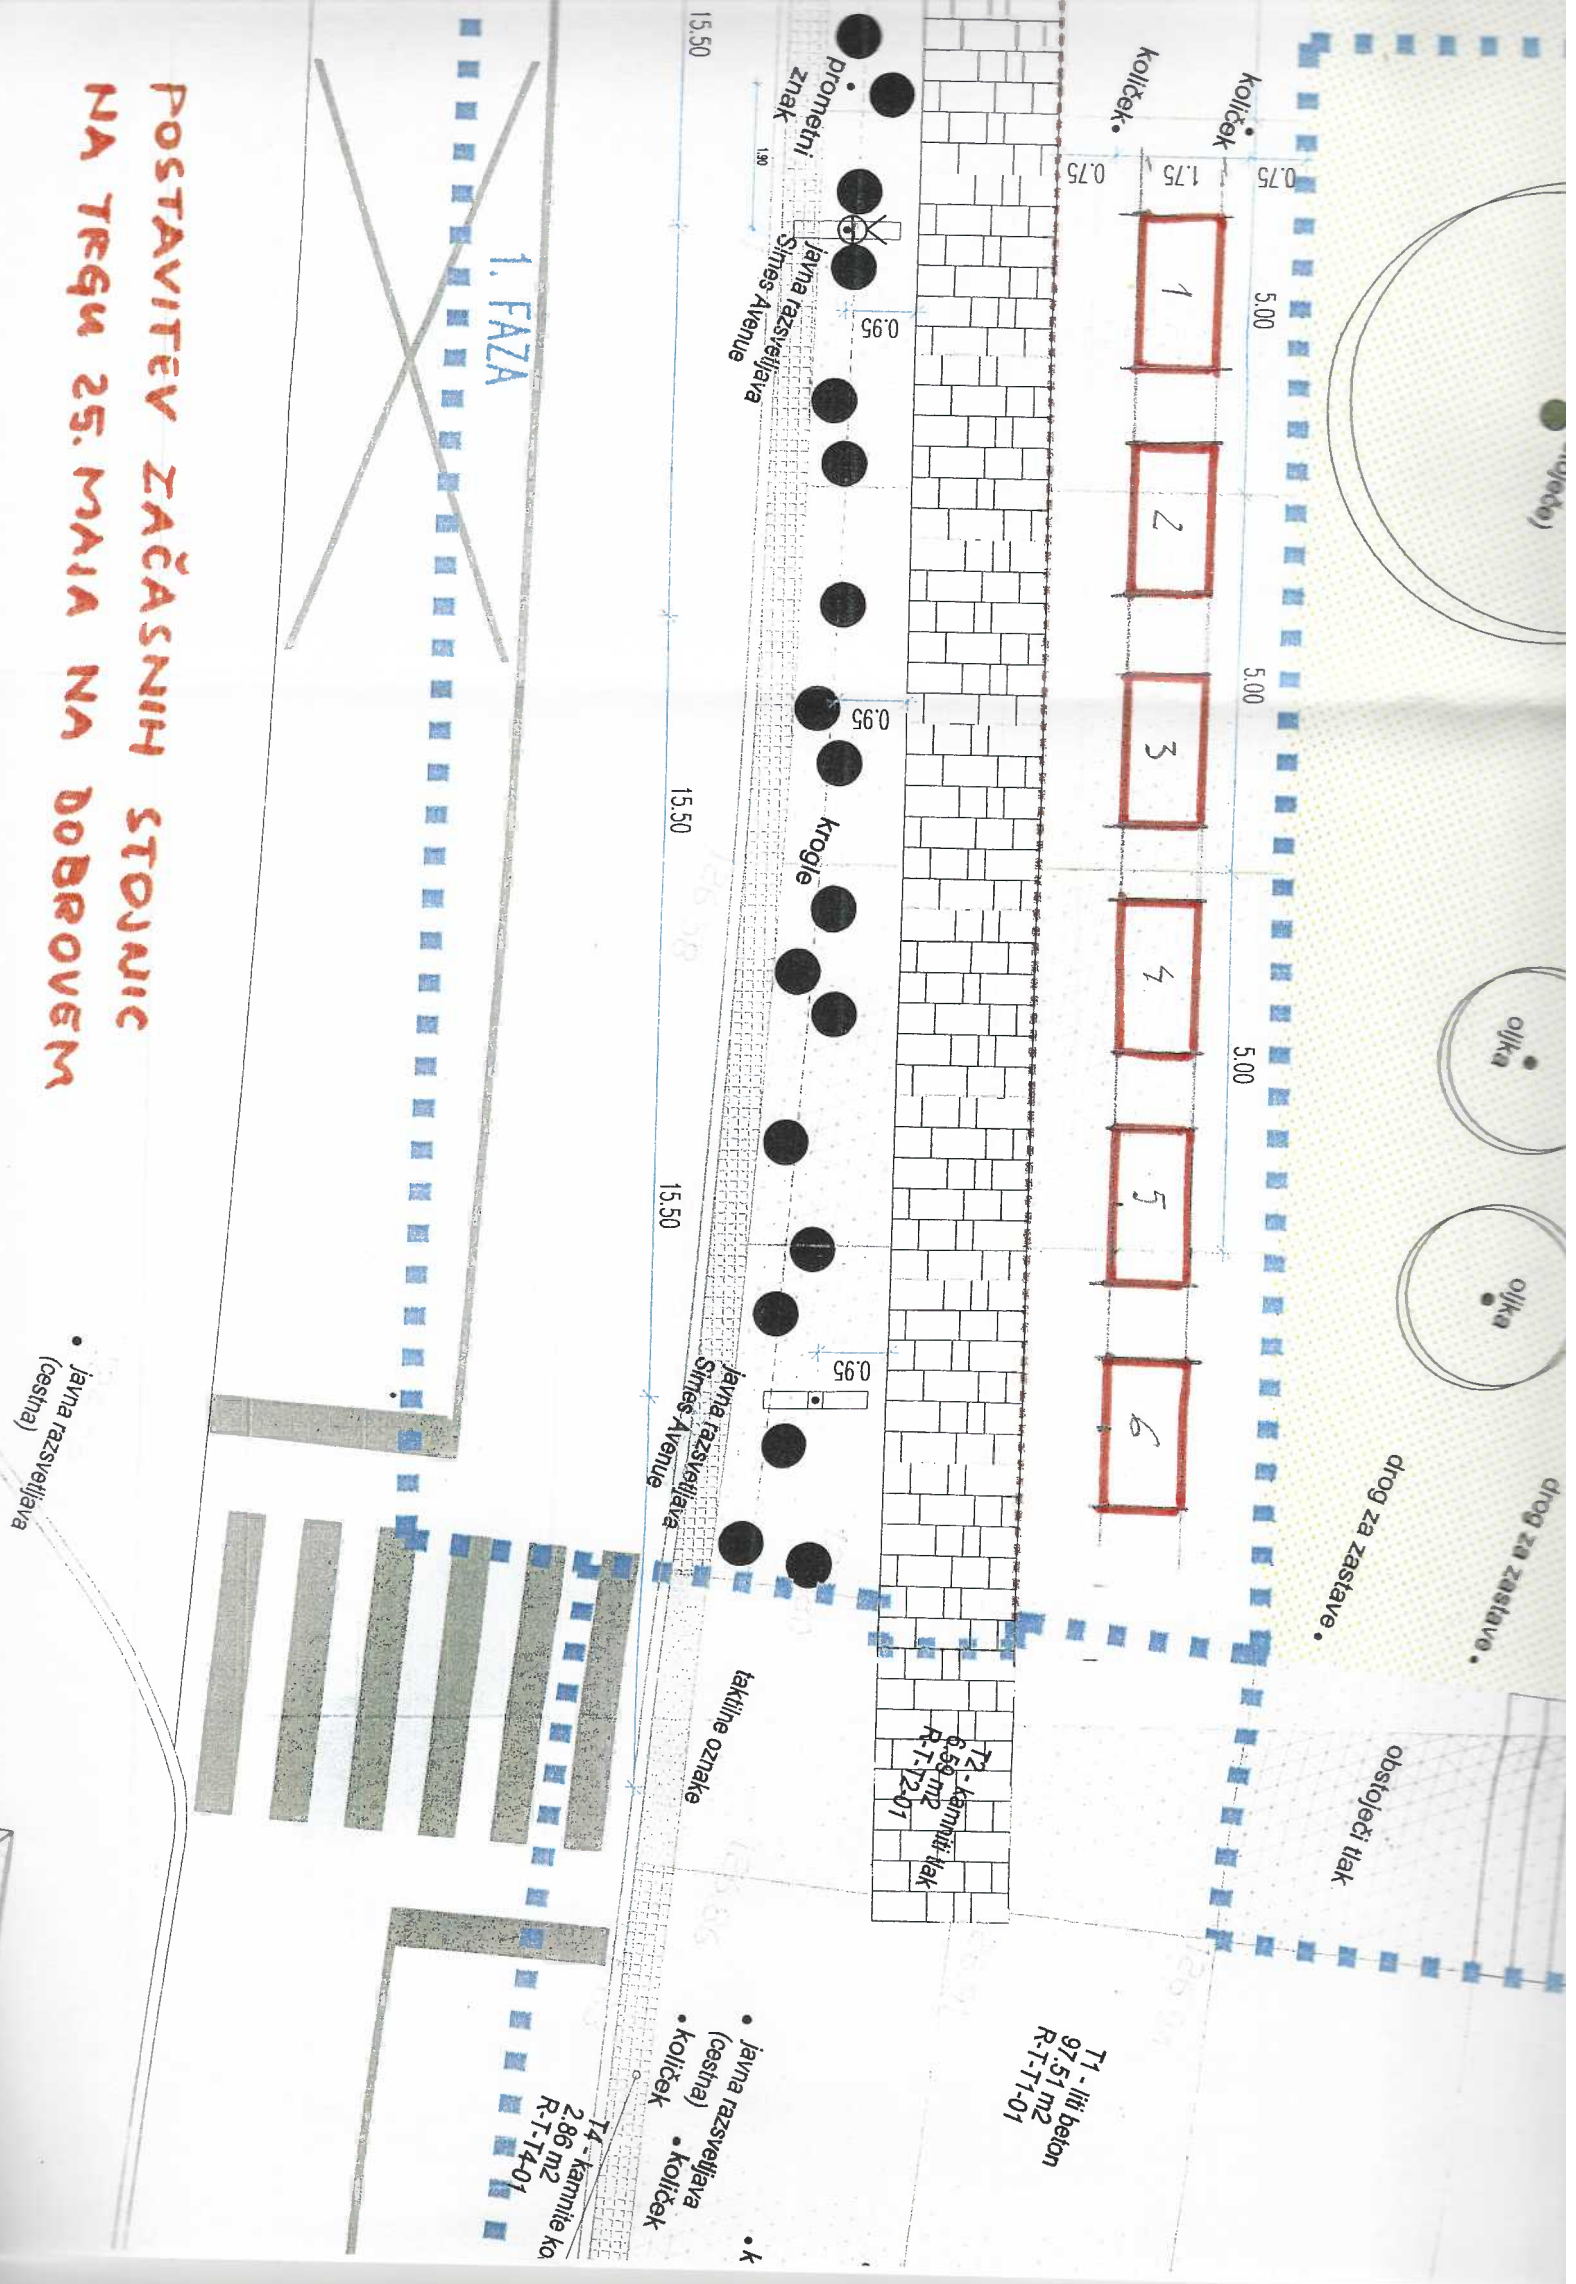 POSTAVITEV ZAČASNIH STOJNIC
NA TRGU 25. MAJA NA DOBROVEM
1. FAZA
količek
količek
0.75
1.75
0.75
5.00
5.00
5.00
1
2
3
4
5
6
oljka
oljka
drog za zastave
drog za zastave
obstoječi tlak
prometni
znak
15.50
1.90
javna razsvetljava
Simes Avenue
0.95
0.95
krogle
15.50
15.50
0.95
javna razsvetljava
Simes Avenue
taktilne oznake
T2 - kamniti tlak
6.59 m2
R-T-T2-01
T1 - liti beton
97.51 m2
R-T-T1-01
javna razsvetljava
(cestna)
količek
količek
k
T4 - kamnite ko
2.86 m2
R-T-T4-01
javna razsvetljava
(cestna)